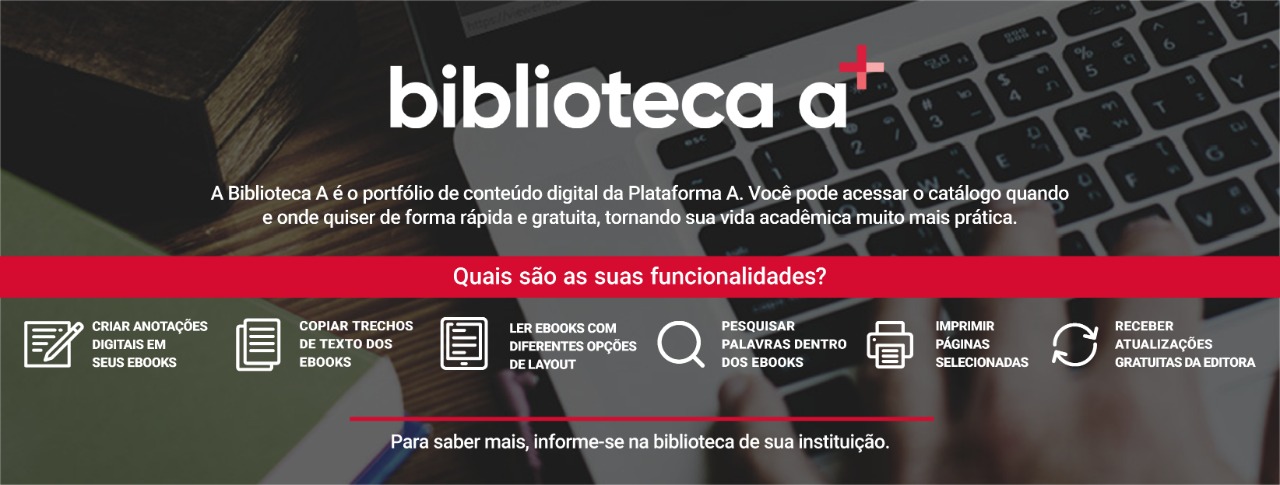 biblioteca a+
A Biblioteca A é o portfólio de conteúdo digital da Plataforma A. Você pode acessar o catálogo quando
e onde quiser de forma rápida e gratuita, tornando sua vida acadêmica muito mais prática.
Quais são as suas funcionalidades?
CRIAR ANOTAÇÕES
DIGITAIS EM
SEUS EBOOKS
COPIAR TRECHOS
DE TEXTO DOS
EBOOKS
LER EBOOKS COM
DIFERENTES OPÇÕES
DE LAYOUT
PESQUISAR
PALAVRAS DENTRO
DOS EBOOKS
IMPRIMIR
PÁGINAS
SELECIONADAS
RECEBER
ATUALIZAÇÕES
GRATUITAS DA EDITORA
Para saber mais, informe-se na biblioteca de sua instituição.